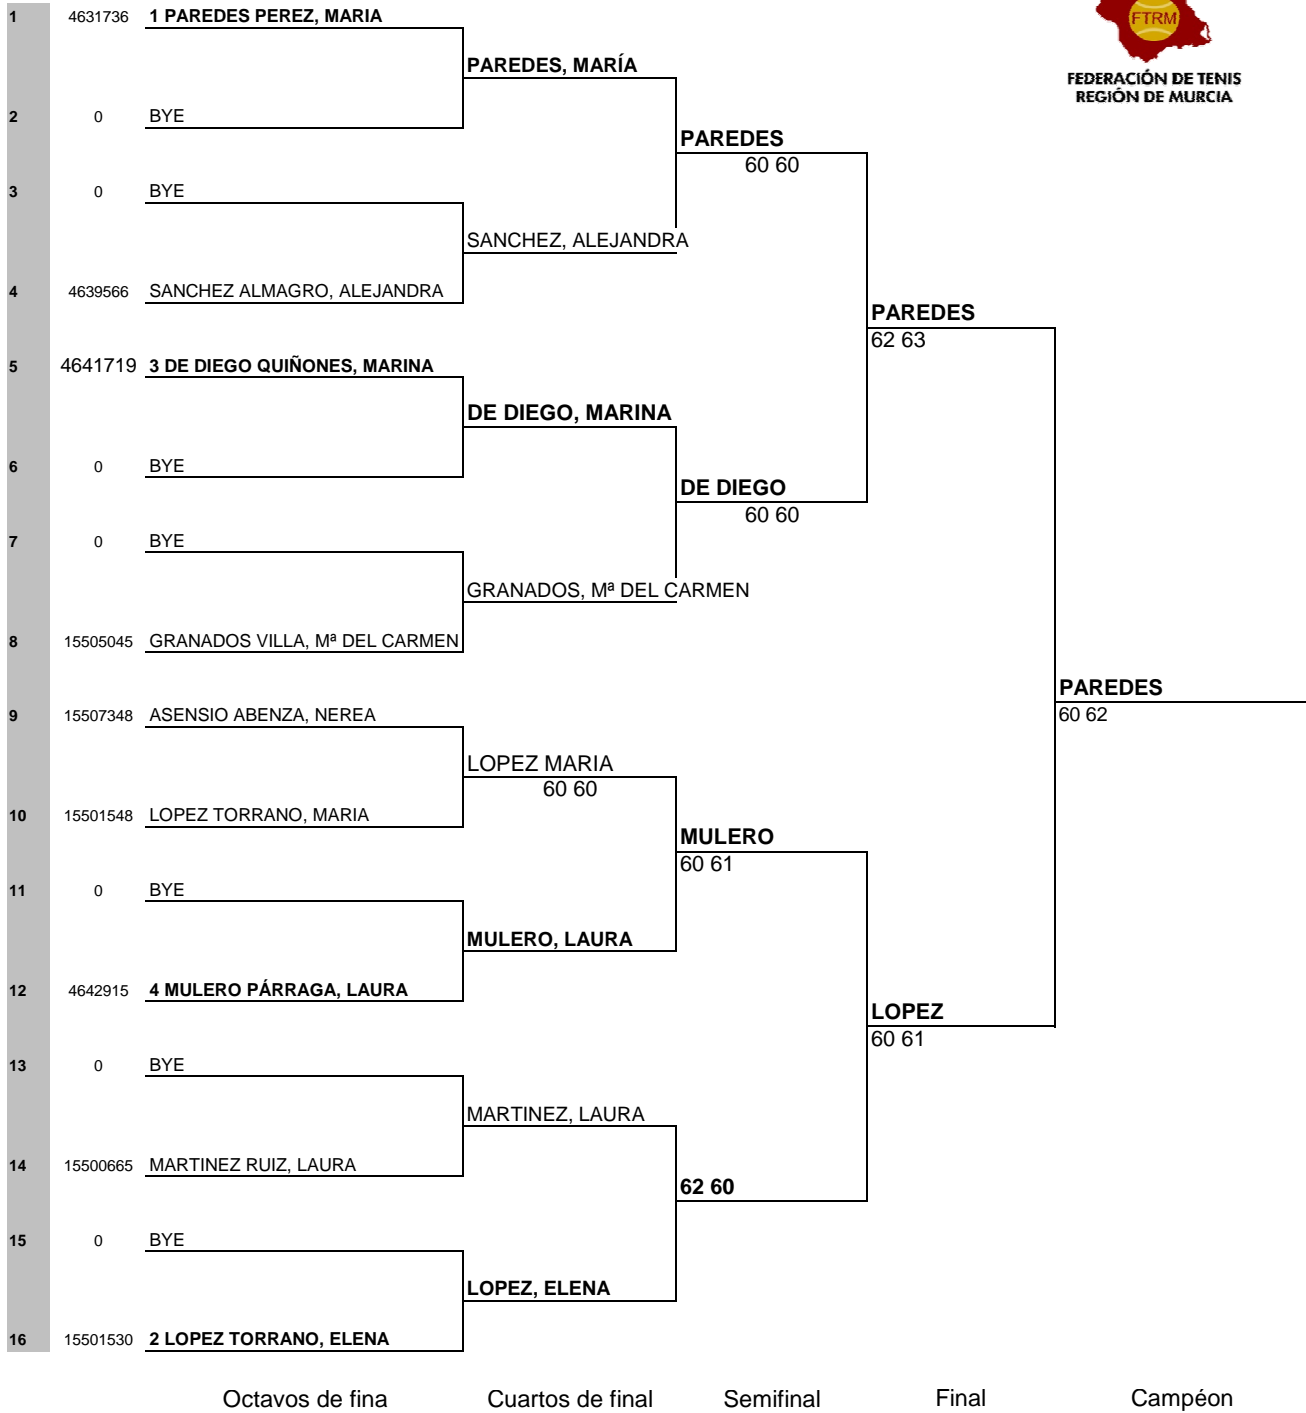 FTRM
FEDERACIÓN DE TENIS
REGIÓN DE MURCIA
1 4631736 1 PAREDES PEREZ, MARIA
PAREDES, MARÍA
2 0 BYE
PAREDES
60 60
3 0 BYE
SANCHEZ, ALEJANDRA
4 4639566 SANCHEZ ALMAGRO, ALEJANDRA
PAREDES
62 63
5 4641719 3 DE DIEGO QUIÑONES, MARINA
DE DIEGO, MARINA
6 0 BYE
DE DIEGO
60 60
7 0 BYE
GRANADOS, Mª DEL CARMEN
8 15505045 GRANADOS VILLA, Mª DEL CARMEN
PAREDES
60 62
9 15507348 ASENSIO ABENZA, NEREA
LOPEZ MARIA
60 60
10 15501548 LOPEZ TORRANO, MARIA
MULERO
60 61
11 0 BYE
MULERO, LAURA
12 4642915 4 MULERO PÁRRAGA, LAURA
LOPEZ
60 61
13 0 BYE
MARTINEZ, LAURA
14 15500665 MARTINEZ RUIZ, LAURA
62 60
15 0 BYE
LOPEZ, ELENA
16 15501530 2 LOPEZ TORRANO, ELENA
Octavos de fina Cuartos de final Semifinal Final Campéon